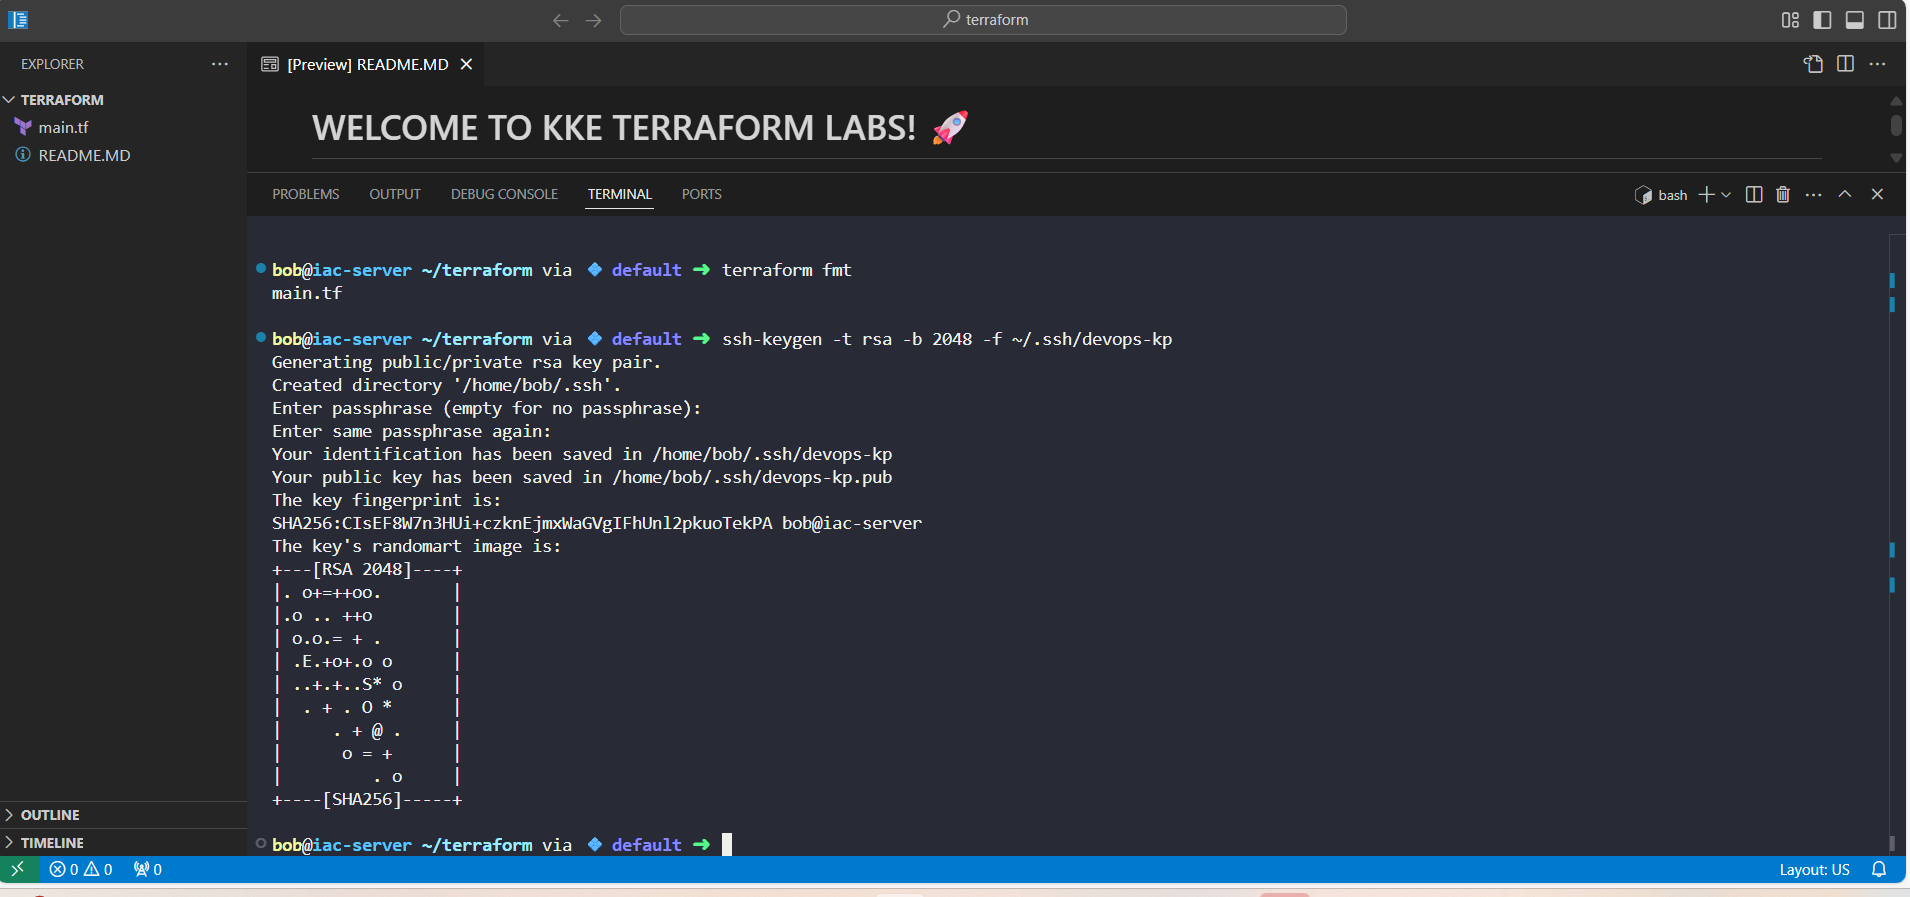 terraform
EXPLORER
[Preview] README.MD
TERRAFORM
main.tf
README.MD
WELCOME TO KKE TERRAFORM LABS! 🚀
PROBLEMS OUTPUT DEBUG CONSOLE TERMINAL PORTS
bash
bob@iac-server ~/terraform via default ➜ terraform fmt
main.tf
bob@iac-server ~/terraform via default ➜ ssh-keygen -t rsa -b 2048 -f ~/.ssh/devops-kp
Generating public/private rsa key pair.
Created directory '/home/bob/.ssh'.
Enter passphrase (empty for no passphrase):
Enter same passphrase again:
Your identification has been saved in /home/bob/.ssh/devops-kp
Your public key has been saved in /home/bob/.ssh/devops-kp.pub
The key fingerprint is:
SHA256:CIsEF8W7n3HUi+czknEjmxWaGVgIFhUnl2pkuoTekPA bob@iac-server
The key's randomart image is:
+---[RSA 2048]----+
|. o+=++oo.       |
|.o .. ++o        |
| o.o.= + .       |
| .E.+o+.o o      |
| ..+.+..S* o     |
|  . + . O *      |
|     . + @ .     |
|      o = +      |
|         . o     |
+----[SHA256]-----+
bob@iac-server ~/terraform via default ➜
OUTLINE
TIMELINE
0 0 0
Layout: US